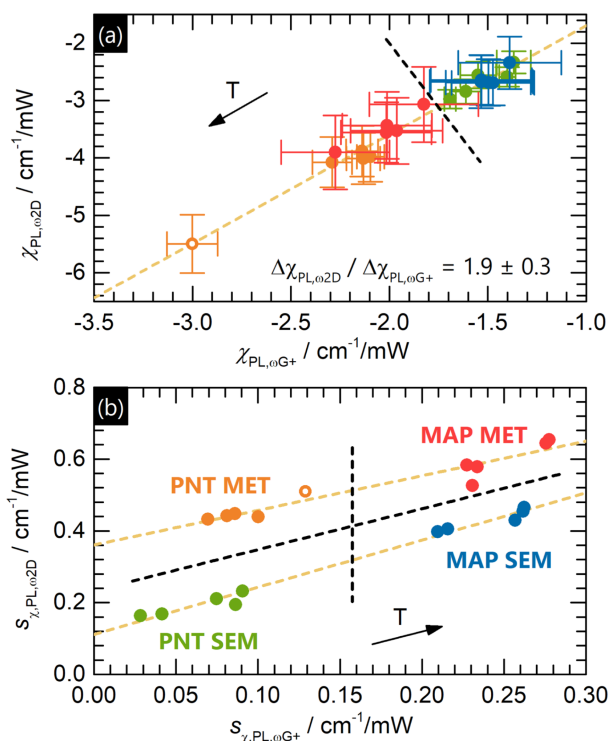 (a)
-2
-3
-4
-5
-6
χPL,ω2D / cm-1/mW
T
ΔχPL,ω2D / ΔχPL,ωG+ = 1.9 ± 0.3
-3.5 -3.0 -2.5 -2.0 -1.5 -1.0
χPL,ωG+ / cm-1/mW
(b)
0.8
0.6
0.4
0.2
0.0
sχ,PL,ω2D / cm-1/mW
MAP MET
PNT MET
MAP SEM
PNT SEM
T
0.00 0.05 0.10 0.15 0.20 0.25 0.30
sχ,PL,ωG+ / cm-1/mW